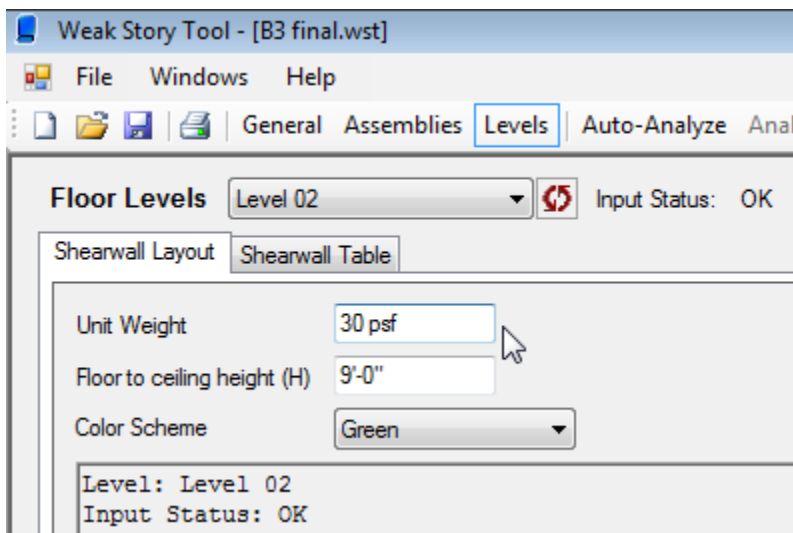 Weak Story Tool - [B3 final.wst]
File Windows Help
General Assemblies Levels Auto-Analyze Anal
Floor Levels Level 02 Input Status: OK
Shearwall Layout Shearwall Table
Unit Weight 30 psf
Floor to ceiling height (H) 9'-0"
Color Scheme Green
Level: Level 02
Input Status: OK